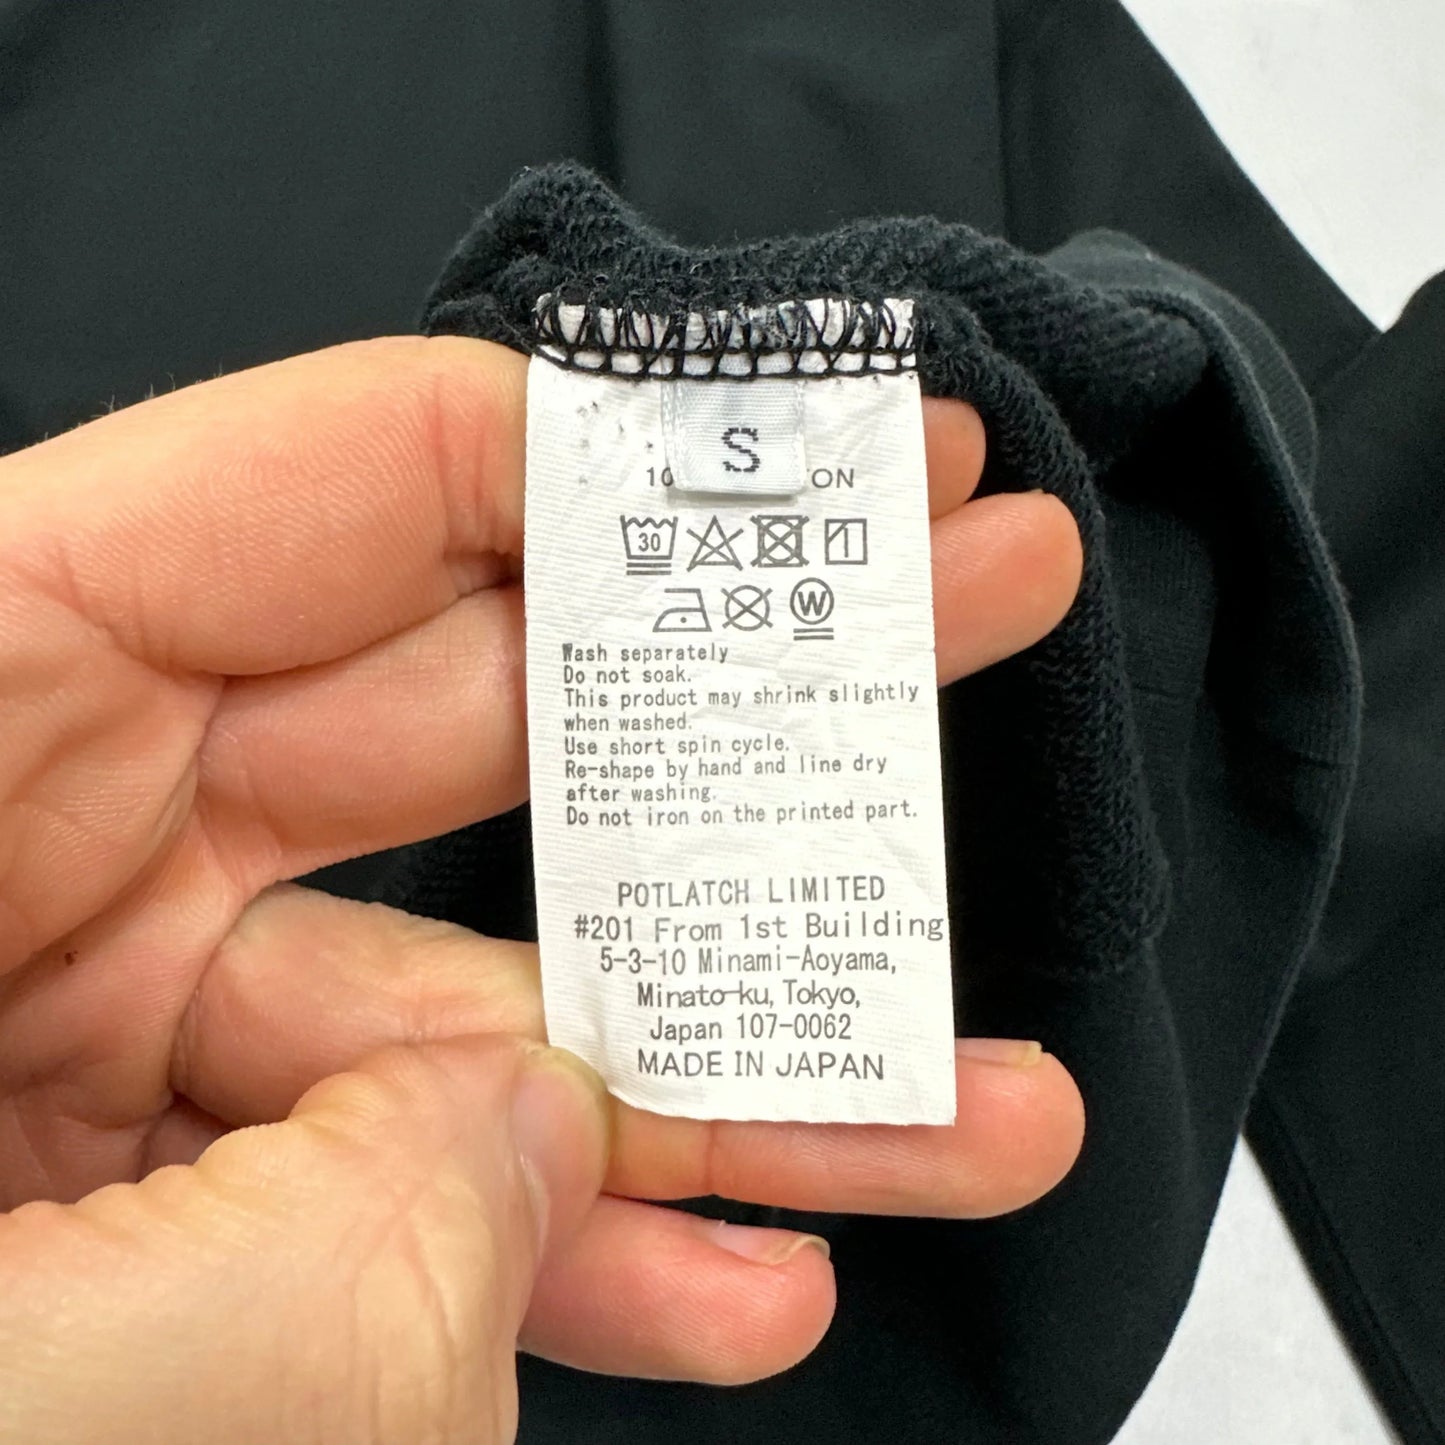 S
30
W
Wash separately
Do not soak.
This product may shrink slightly
when washed.
Use short spin cycle.
Re-shape by hand and line dry
after washing.
Do not iron on the printed part.
POTLATCH LIMITED
#201 From 1st Building
5-3-10 Minami-Aoyama,
Minato-ku, Tokyo,
Japan 107-0062
MADE IN JAPAN